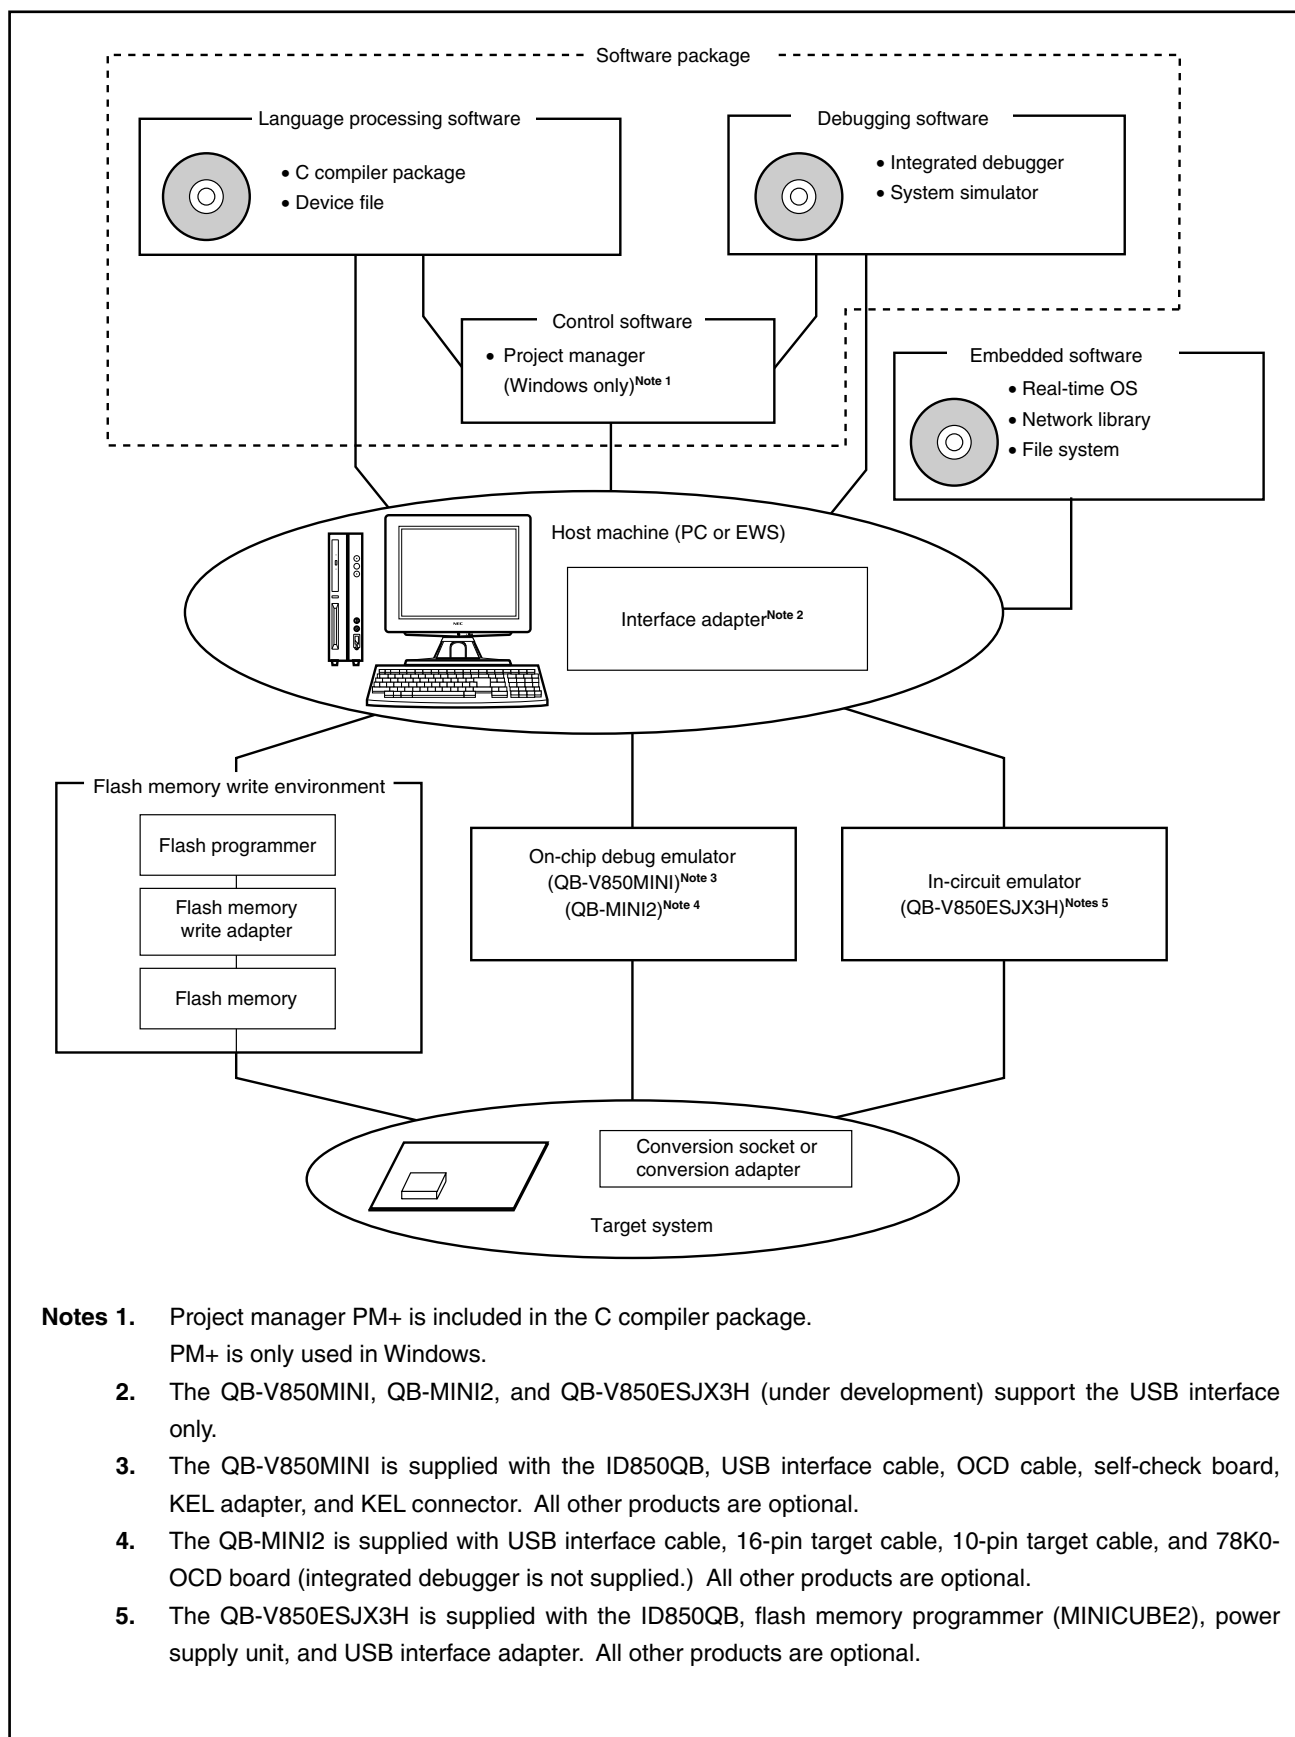 Software package
Language processing software
• C compiler package
• Device file
Debugging software
• Integrated debugger
• System simulator
Control software
• Project manager
(Windows only)Note 1
Embedded software
• Real-time OS
• Network library
• File system
Host machine (PC or EWS)
Interface adapterNote 2
NEC
Flash memory write environment
Flash programmer
Flash memory
write adapter
Flash memory
On-chip debug emulator
(QB-V850MINI)Note 3
(QB-MINI2)Note 4
In-circuit emulator
(QB-V850ESJX3H)Notes 5
Conversion socket or
conversion adapter
Target system
Notes 1. Project manager PM+ is included in the C compiler package.
PM+ is only used in Windows.
2. The QB-V850MINI, QB-MINI2, and QB-V850ESJX3H (under development) support the USB interface
only.
3. The QB-V850MINI is supplied with the ID850QB, USB interface cable, OCD cable, self-check board,
KEL adapter, and KEL connector. All other products are optional.
4. The QB-MINI2 is supplied with USB interface cable, 16-pin target cable, 10-pin target cable, and 78K0-
OCD board (integrated debugger is not supplied.) All other products are optional.
5. The QB-V850ESJX3H is supplied with the ID850QB, flash memory programmer (MINICUBE2), power
supply unit, and USB interface adapter. All other products are optional.